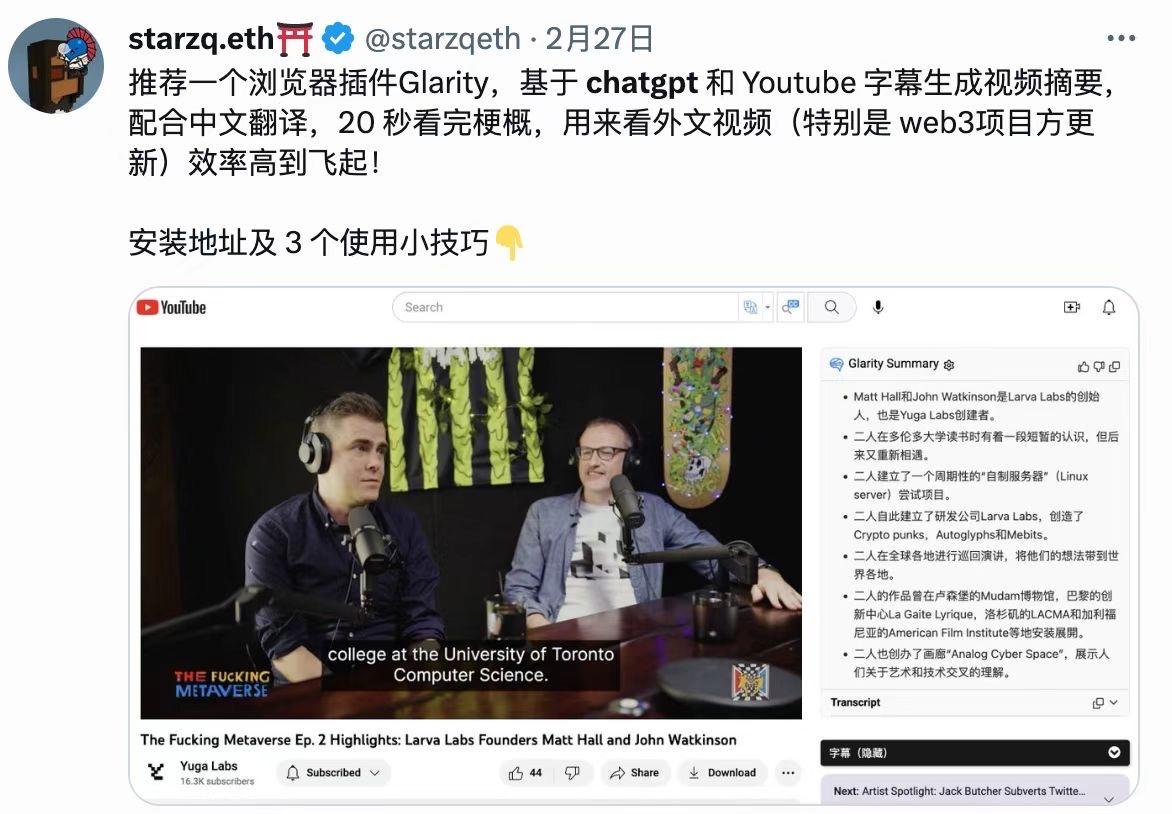 starzq.eth⛩️ @starzqeth · 2月27日
推荐一个浏览器插件Glarity，基于 chatgpt 和 Youtube 字幕生成视频摘要，
配合中文翻译，20 秒看完梗概，用来看外文视频（特别是 web3项目方更
新）效率高到飞起！
安装地址及 3 个使用小技巧👇
YouTube
Search
THE FUCKING
METAVERSE
college at the University of Toronto
Computer Science.
The Fucking Metaverse Ep. 2 Highlights: Larva Labs Founders Matt Hall and John Watkinson
Yuga Labs
16.3K subscribers
Subscribed
44
Share
Download
Glarity Summary
• Matt Hall和John Watkinson是Larva Labs的创始
人，也是Yuga Labs创建者。
• 二人在多伦多大学读书时有着一段短暂的认识，但后
来又重新相遇。
• 二人建立了一个周期性的“自制服务器”（Linux
server）尝试项目。
• 二人自此建立了研发公司Larva Labs，创造了
Crypto punks，Autoglyphs和Mebits。
• 二人在全球各地进行巡回演讲，将他们的想法带到世
界各地。
• 二人的作品曾在卢森堡的Mudam博物馆，巴黎的创
新中心La Gaite Lyrique，洛杉矶的LACMA和加利福
尼亚的American Film Institute等地安装展開。
• 二人也创办了画廊“Analog Cyber Space”，展示人
们关于艺术和技术交叉的理解。
Transcript
字幕（隐藏）
Next: Artist Spotlight: Jack Butcher Subverts Twitte...